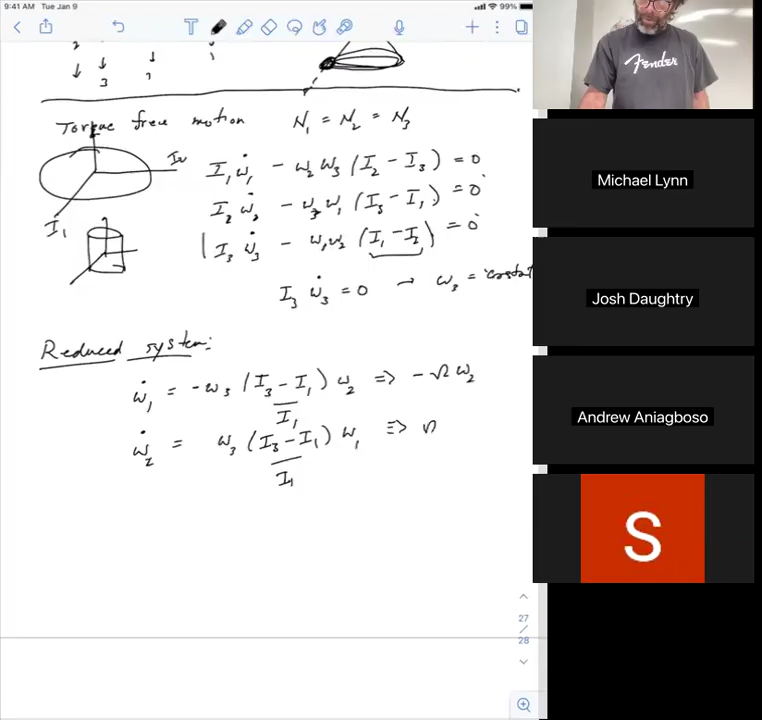 9:41 AM Tue Jan 9
99%
2
3
Torque free motion N₁ = N₂ = N₃
I₁ω̇₁ - ω₂ω₃(I₂ - I₃) = 0
I₂ω̇₂ - ω₃ω₁(I₃ - I₁) = 0
I₁
I₃ω̇₃ - ω₁ω₂(I₁ - I₂) = 0
I₃ω̇₃ = 0 → ω₃ =
Reduced system:
ω̇₁ = -ω₃(I₃ - I₁)/I₁ ω₂ => -Ωω₂
ω̇₂ = ω₃(I₃ - I₁)/I₁ ω₁ => Ω
27
/
28
Fender
Michael Lynn
Josh Daughtry
Andrew Aniagboso
S